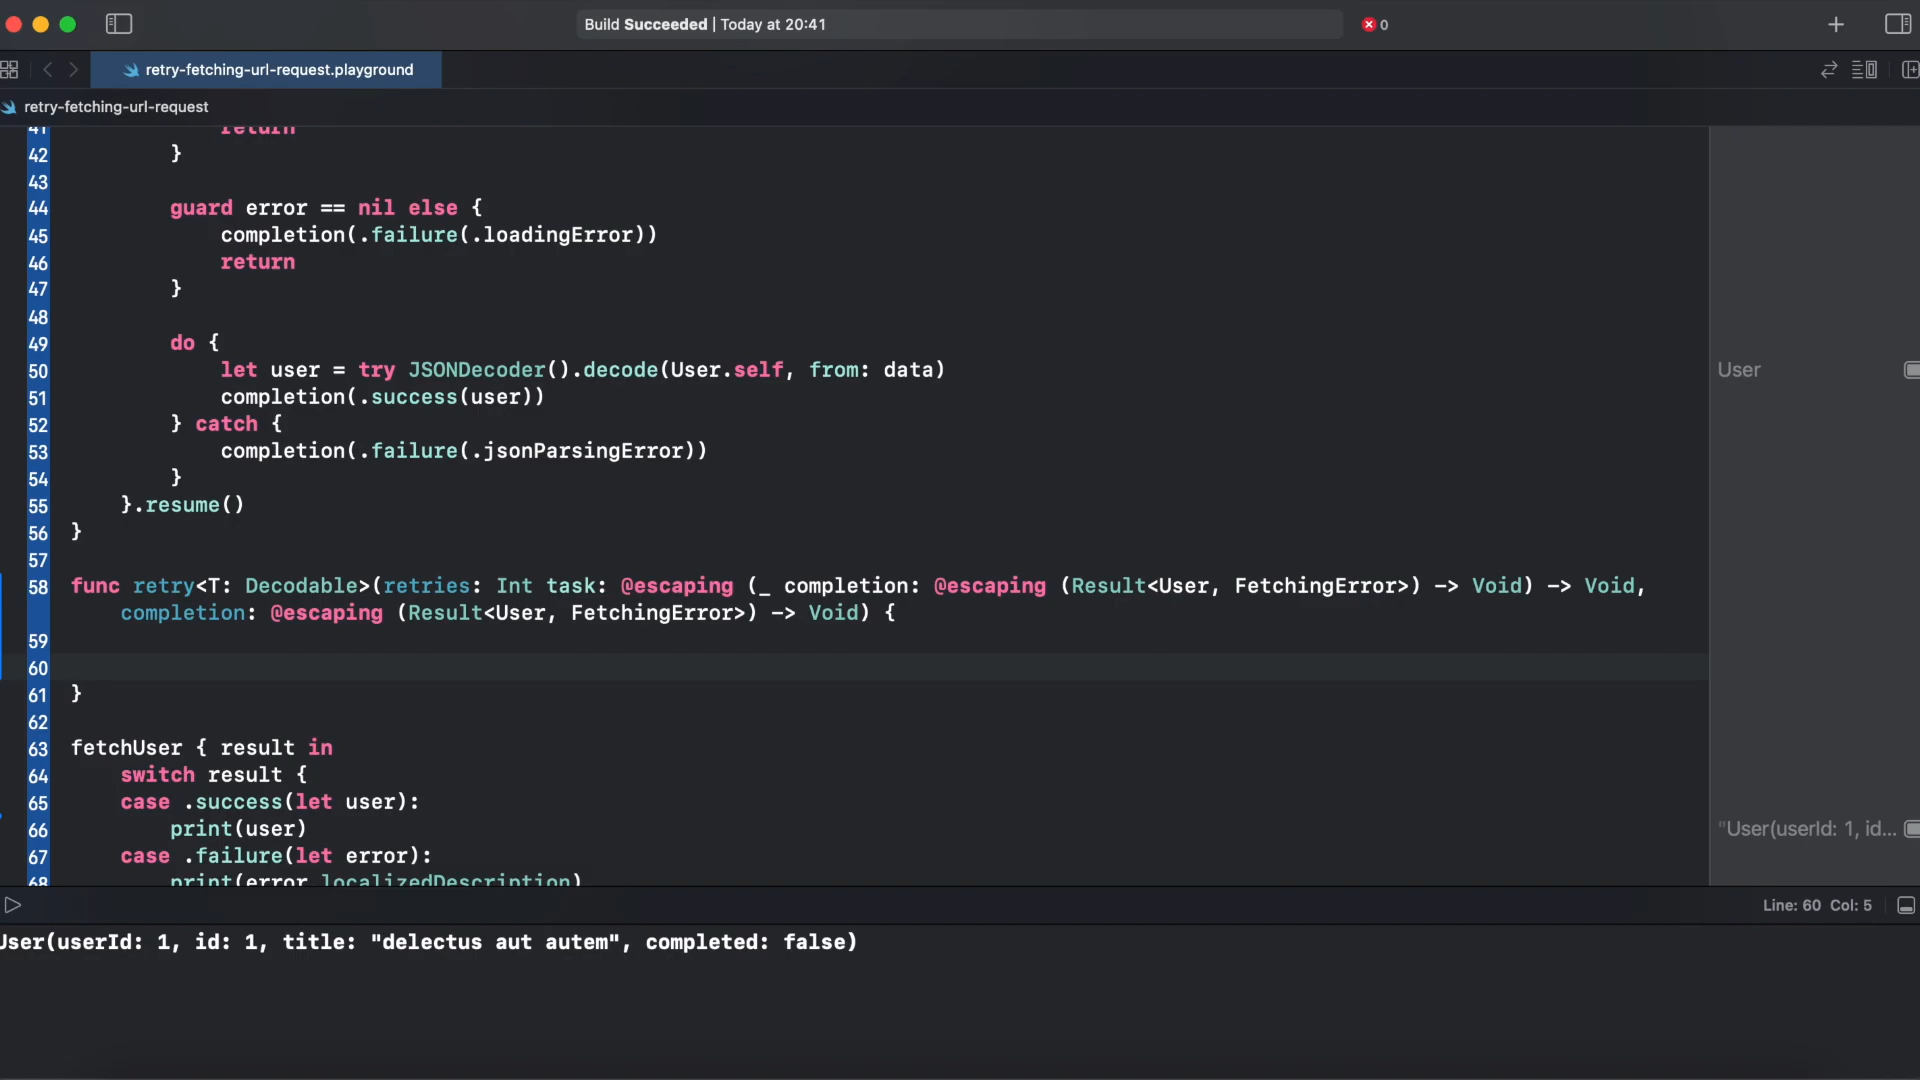 Build Succeeded | Today at 20:41
0
retry-fetching-url-request.playground
retry-fetching-url-request
41 return
42 }
43
44 guard error == nil else {
45 completion(.failure(.loadingError))
46 return
47 }
48
49 do {
50 let user = try JSONDecoder().decode(User.self, from: data)
User
51 completion(.success(user))
52 } catch {
53 completion(.failure(.jsonParsingError))
54 }
55 }.resume()
56 }
57
58 func retry<T: Decodable>(retries: Int task: @escaping (_ completion: @escaping (Result<User, FetchingError>) -> Void) -> Void,
completion: @escaping (Result<User, FetchingError>) -> Void) {
59
60
61 }
62
63 fetchUser { result in
64 switch result {
65 case .success(let user):
66 print(user)
"User(userId: 1, id...
67 case .failure(let error):
68 print(error.localizedDescription)
Line: 60 Col: 5
User(userId: 1, id: 1, title: "delectus aut autem", completed: false)